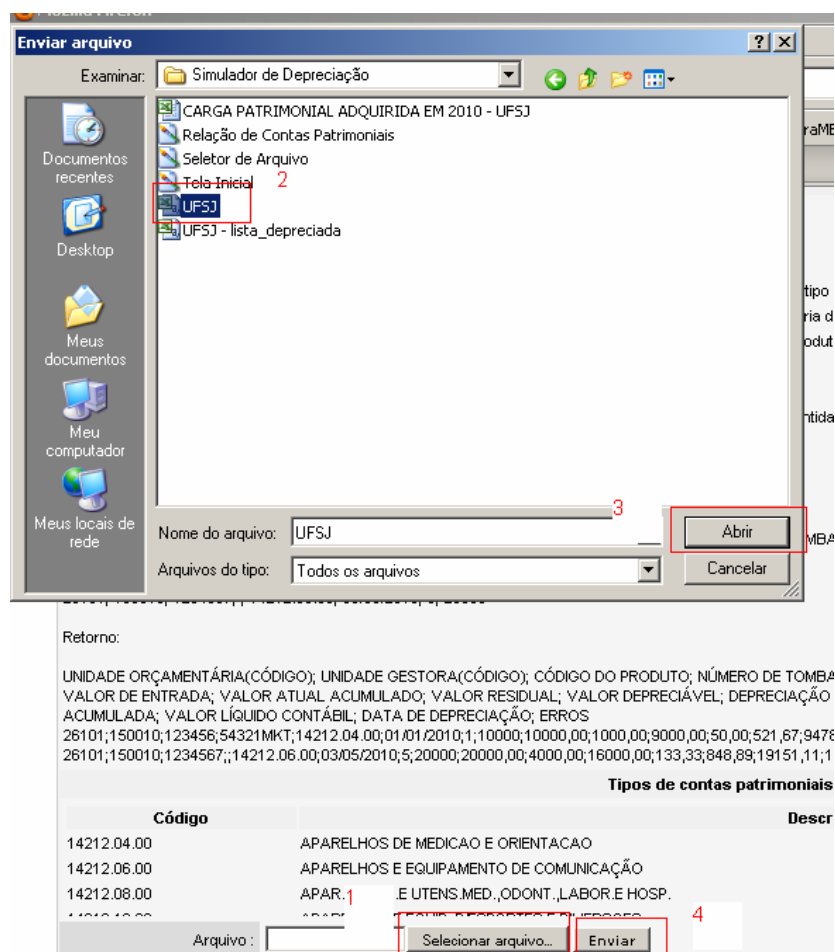 Mozilla Firefox
Enviar arquivo
Examinar:
Simulador de Depreciação
CARGA PATRIMONIAL ADQUIRIDA EM 2010 - UFSJ
Relação de Contas Patrimoniais
Seletor de Arquivo
Tela Inicial
2
UFSJ
UFSJ - lista_depreciada
Documentos
recentes
Desktop
Meus
documentos
Meu
computador
Meus locais de
rede
3
Nome do arquivo:
UFSJ
Abrir
Arquivos do tipo:
Todos os arquivos
Cancelar
raME
tipo
ria d
odut
ntida
MBA
Retorno:
UNIDADE ORÇAMENTÁRIA(CÓDIGO); UNIDADE GESTORA(CÓDIGO); CÓDIGO DO PRODUTO; NÚMERO DE TOMBA
VALOR DE ENTRADA; VALOR ATUAL ACUMULADO; VALOR RESIDUAL; VALOR DEPRECIÁVEL; DEPRECIAÇÃO
ACUMULADA; VALOR LÍQUIDO CONTÁBIL; DATA DE DEPRECIAÇÃO; ERROS
26101;150010;123456;54321MKT;14212.04.00;01/01/2010;1;10000;10000,00;1000,00;9000,00;50,00;521,67;9478
26101;150010;1234567;;14212.06.00;03/05/2010;5;20000;20000,00;4000,00;16000,00;133,33;848,89;19151,11;1
Tipos de contas patrimoniais
Código
Descr
14212.04.00 APARELHOS DE MEDICAO E ORIENTACAO
14212.06.00 APARELHOS E EQUIPAMENTO DE COMUNICAÇÃO
14212.08.00 APAR. E UTENS.MED.,ODONT.,LABOR.E HOSP.
1
4
Arquivo :
Selecionar arquivo...
Enviar